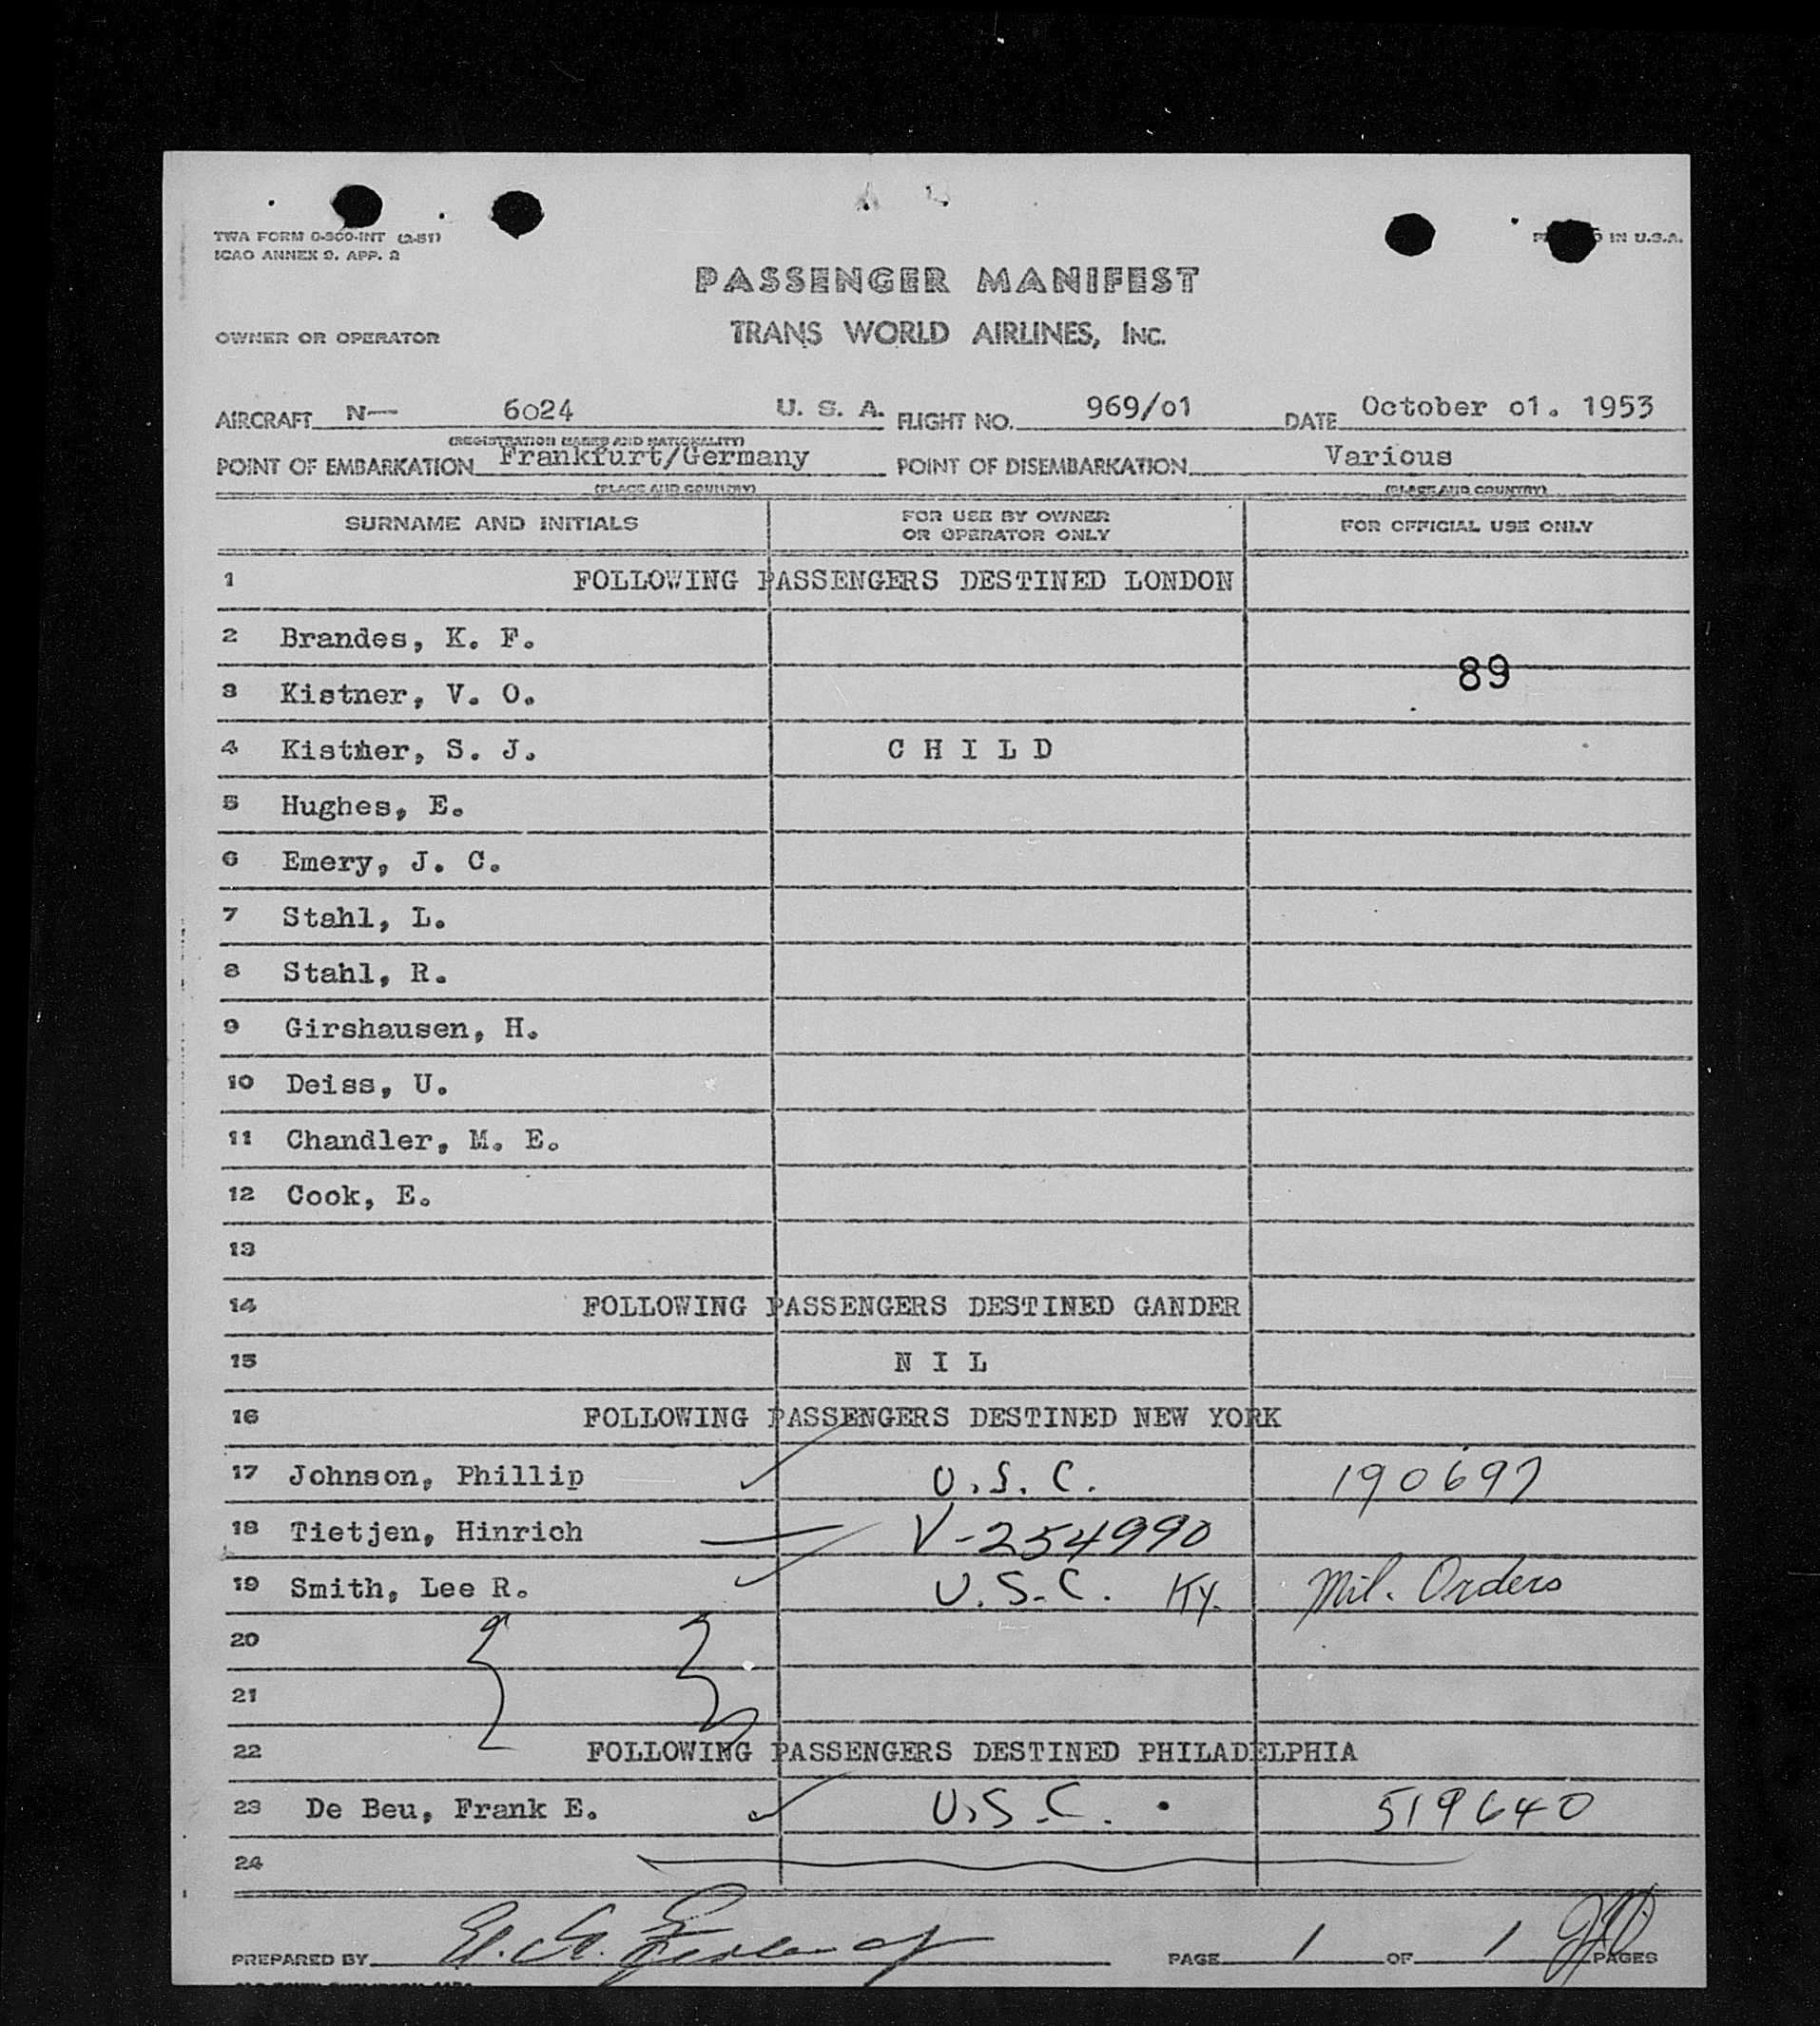 TWA FORM O-300-INT (3-51)
ICAO ANNEX 9. APP. 2
IN U.S.A.
PASSENGER MANIFEST
OWNER OR OPERATOR TRANS WORLD AIRLINES, INC.
AIRCRAFT N— 6024 U. S. A. FLIGHT NO. 969/01 DATE October 01. 1953
(REGISTRATION MARKS AND NATIONALITY)
POINT OF EMBARKATION Frankfurt/Germany POINT OF DISEMBARKATION Various
(PLACE AND COUNTRY) (PLACE AND COUNTRY)
SURNAME AND INITIALS FOR USE BY OWNER OR OPERATOR ONLY FOR OFFICIAL USE ONLY
1 FOLLOWING PASSENGERS DESTINED LONDON
2 Brandes, K. F.
89
3 Kistner, V. O.
4 Kistner, S. J. C H I L D
5 Hughes, E.
6 Emery, J. C.
7 Stahl, L.
8 Stahl, R.
9 Girshausen, H.
10 Deiss, U.
11 Chandler, M. E.
12 Cook, E.
13
14 FOLLOWING PASSENGERS DESTINED GANDER
15 N I L
16 FOLLOWING PASSENGERS DESTINED NEW YORK
17 Johnson, Phillip ✓ U.S.C. 190697
18 Tietjen, Hinrich — V-254990
19 Smith, Lee R. ✓ U.S.C. Ky. Mil. Orders
20
21
22 FOLLOWING PASSENGERS DESTINED PHILADELPHIA
23 De Beu, Frank E. ✓ U.S.C. 519640
24
PREPARED BY PAGE 1 OF 1 PAGES